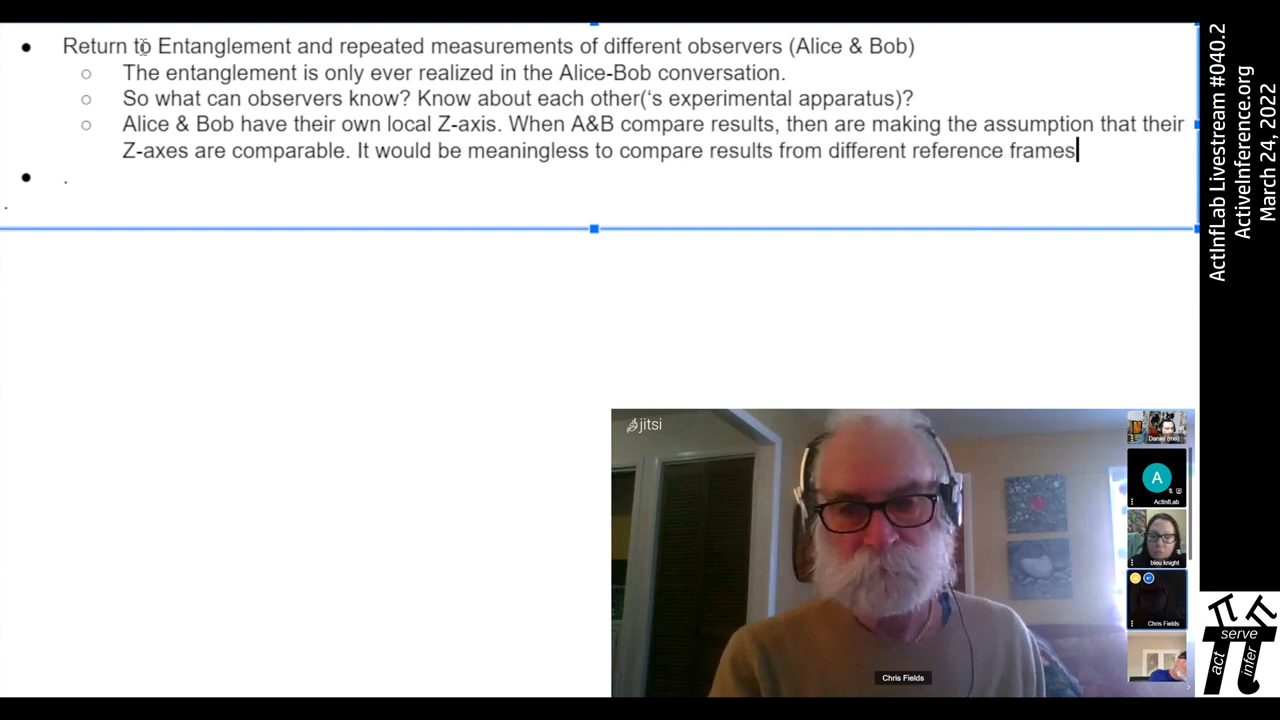 Return to Entanglement and repeated measurements of different observers (Alice & Bob)
The entanglement is only ever realized in the Alice-Bob conversation.
So what can observers know? Know about each other(‘s experimental apparatus)?
Alice & Bob have their own local Z-axis. When A&B compare results, then are making the assumption that their
Z-axes are comparable. It would be meaningless to compare results from different reference frames
.
.
ActInfLab Livestream #040.2
ActiveInference.org
March 24, 2022
jitsi
Daniel (me)
A
ActInfLab
bleu knight
Chris Fields
Chris Fields
act
serve
infer